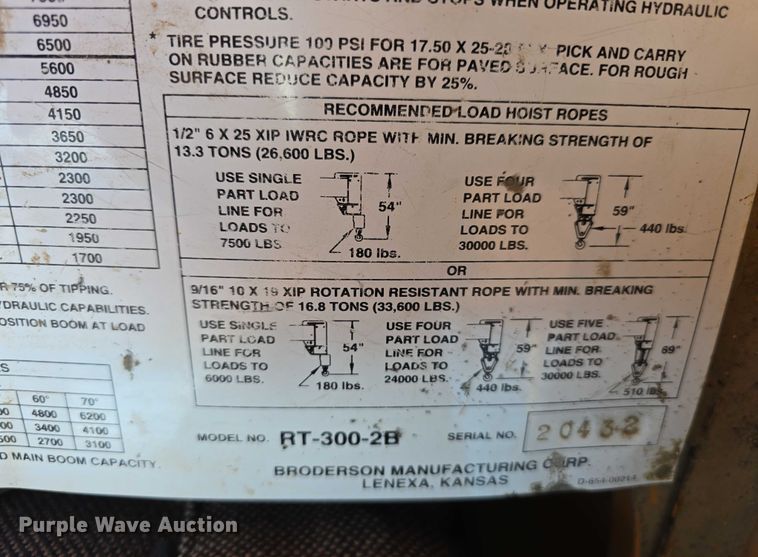 6950
6500
5600
4850
4150
3650
3200
2300
2300
2250
1950
1700
STOPS WHEN OPERATING HYDRAULIC
CONTROLS.
* TIRE PRESSURE 100 PSI FOR 17.50 X 25-20 PICK AND CARRY
ON RUBBER CAPACITIES ARE FOR PAVED SURFACE. FOR ROUGH
SURFACE REDUCE CAPACITY BY 25%.
RECOMMENDED LOAD HOIST ROPES
1/2" 6 X 25 XIP IWRC ROPE WITH MIN. BREAKING STRENGTH OF
13.3 TONS (26,600 LBS.)
USE SINGLE
PART LOAD
LINE FOR
LOADS TO
7500 LBS
54"
180 lbs.
USE FOUR
PART LOAD
LINE FOR
LOADS TO
30000 LBS.
59"
440 lbs.
OR
9/16" 10 X 19 XIP ROTATION RESISTANT ROPE WITH MIN. BREAKING
STRENGTH OF 16.8 TONS (33,600 LBS.)
USE SINGLE
PART LOAD
LINE FOR
LOADS TO
6000 LBS.
54"
180 lbs.
USE FOUR
PART LOAD
LINE FOR
LOADS TO
24000 LBS.
59"
440 lbs.
USE FIVE
PART LOAD
LINE FOR
LOADS TO
30000 LBS.
69"
510 lbs.
75% OF TIPPING.
HYDRAULIC CAPABILITIES.
POSITION BOOM AT LOAD
60° 70°
4800 6200
3400 4100
2700 3100
MAIN BOOM CAPACITY.
MODEL NO. RT-300-2B SERIAL NO. 20432
BRODERSON MANUFACTURING CORP.
LENEXA, KANSAS
Purple Wave Auction